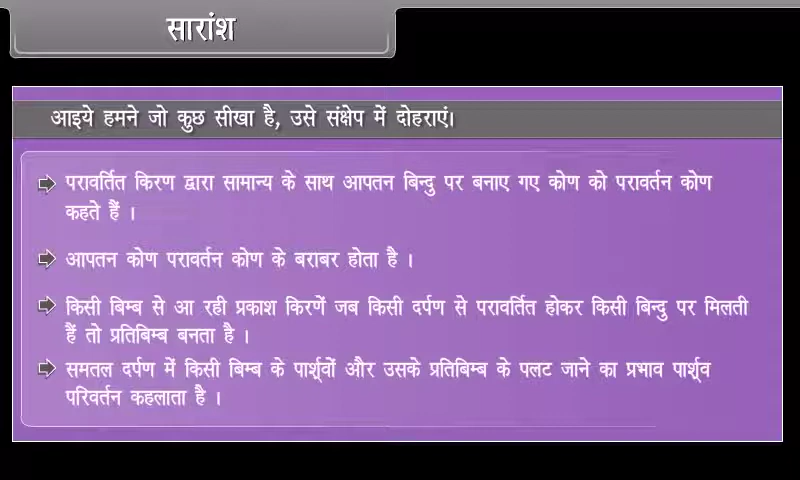 सारांश
आइये हमने जो कुछ सीखा है, उसे संक्षेप में दोहराएं।
परावर्तित किरण द्वारा सामान्य के साथ आपतन बिन्दु पर बनाए गए कोण को परावर्तन कोण
कहते हैं ।
आपतन कोण परावर्तन कोण के बराबर होता है ।
किसी बिम्ब से आ रही प्रकाश किरणें जब किसी दर्पण से परावर्तित होकर किसी बिन्दु पर मिलती
हैं तो प्रतिबिम्ब बनता है ।
समतल दर्पण में किसी बिम्ब के पार्श्वों और उसके प्रतिबिम्ब के पलट जाने का प्रभाव पार्श्व
परिवर्तन कहलाता है ।